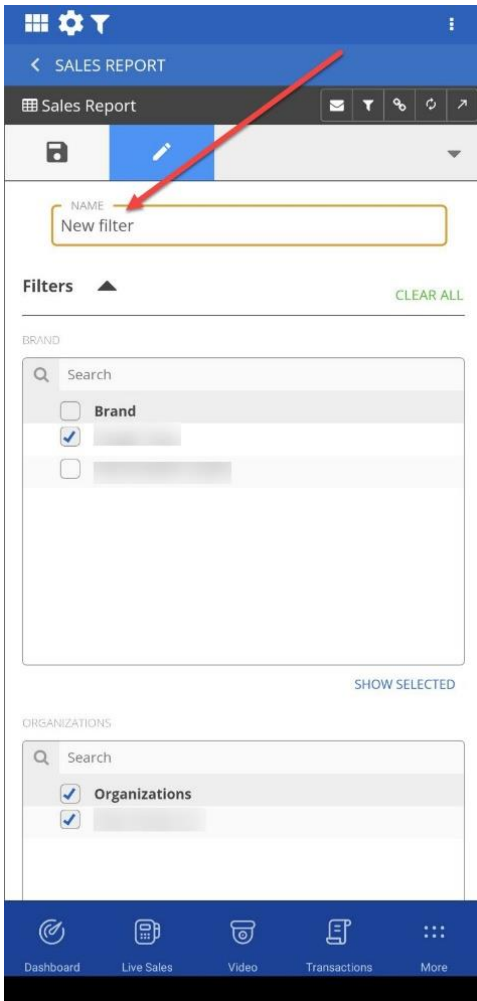 SALES REPORT
Sales Report
NAME
New filter
Filters
CLEAR ALL
BRAND
Search
Brand
SHOW SELECTED
ORGANIZATIONS
Search
Organizations
Dashboard Live Sales Video Transactions More